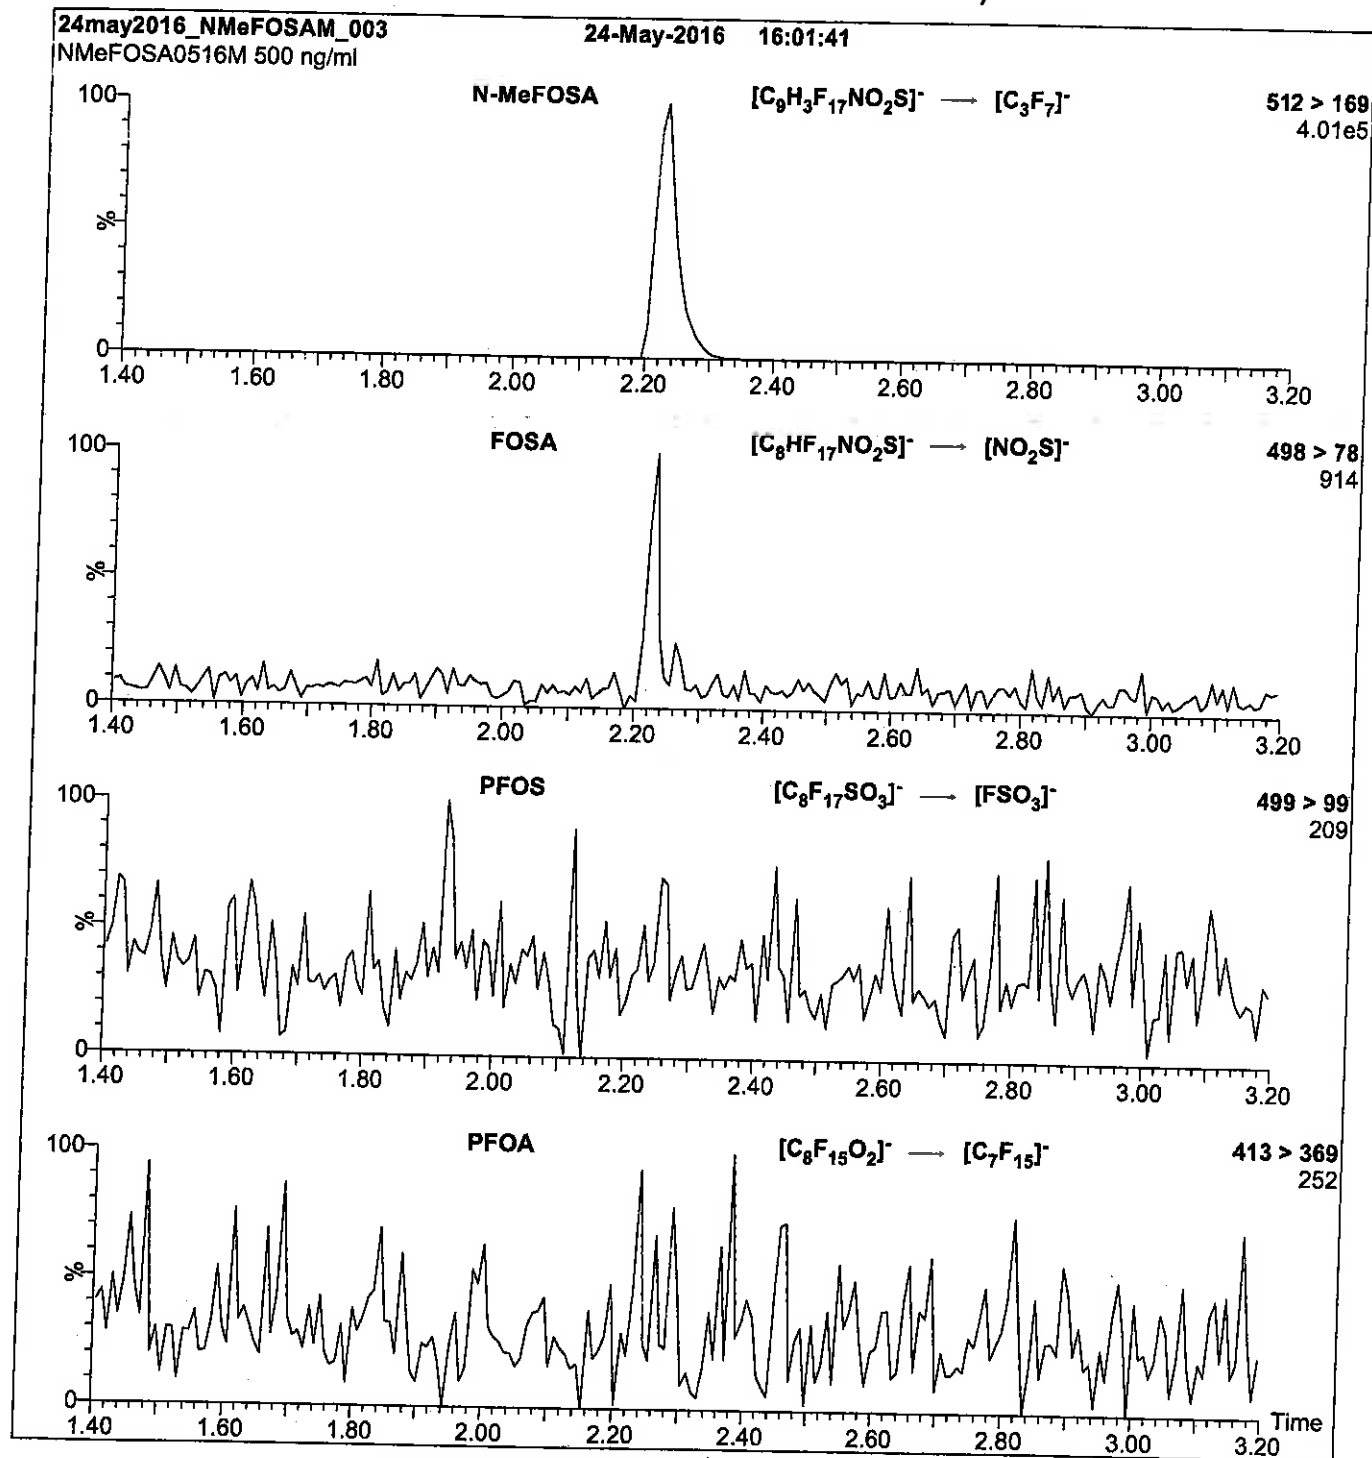 24may2016_NMeFOSAM_003 24-May-2016 16:01:41
NMeFOSA0516M 500 ng/ml
100 N-MeFOSA [C₉H₃F₁₇NO₂S]⁻ → [C₃F₇]⁻ 512 > 169
4.01e5
%
0
1.40 1.60 1.80 2.00 2.20 2.40 2.60 2.80 3.00 3.20
100 FOSA [C₈HF₁₇NO₂S]⁻ → [NO₂S]⁻ 498 > 78
914
%
0
1.40 1.60 1.80 2.00 2.20 2.40 2.60 2.80 3.00 3.20
100 PFOS [C₈F₁₇SO₃]⁻ → [FSO₃]⁻ 499 > 99
209
%
0
1.40 1.60 1.80 2.00 2.20 2.40 2.60 2.80 3.00 3.20
100 PFOA [C₈F₁₅O₂]⁻ → [C₇F₁₅]⁻ 413 > 369
252
%
0 Time
1.40 1.60 1.80 2.00 2.20 2.40 2.60 2.80 3.00 3.20